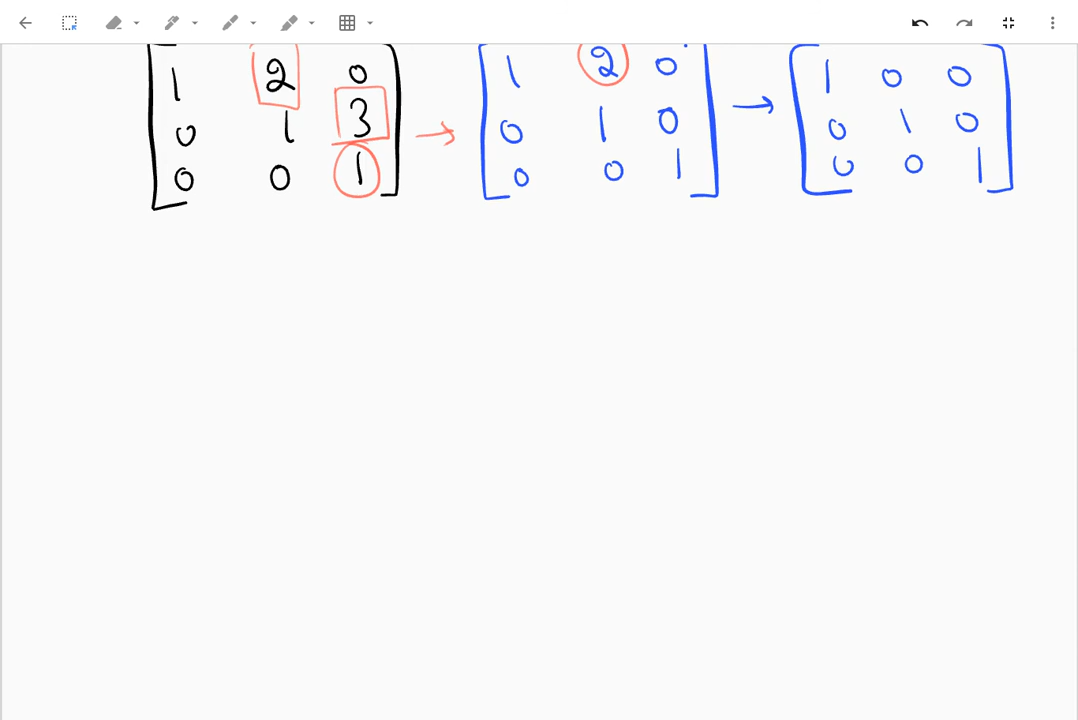 1 2 0 1 2 0 1 0 0
0 1 3 → 0 1 0 → 0 1 0
0 0 1 0 0 1 0 0 1